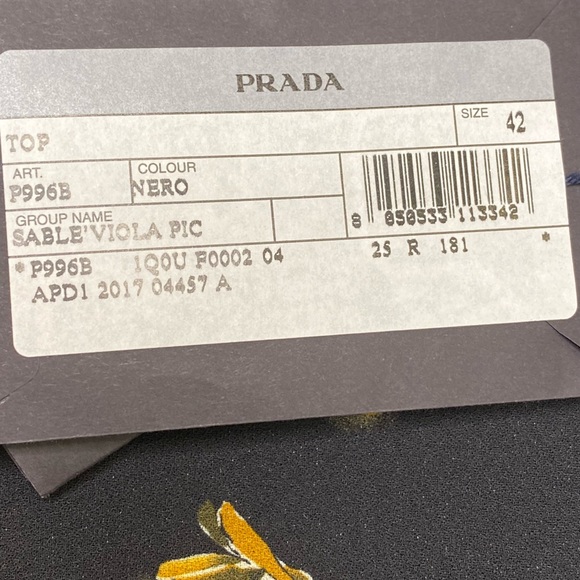 PRADA
TOP
SIZE 42
ART. COLOUR
P996B NERO
GROUP NAME
SABLE'VIOLA PIC
8 050533 113342
* P996B 1Q0U F0002 04 25 R 181 *
APD1 2017 04457 A